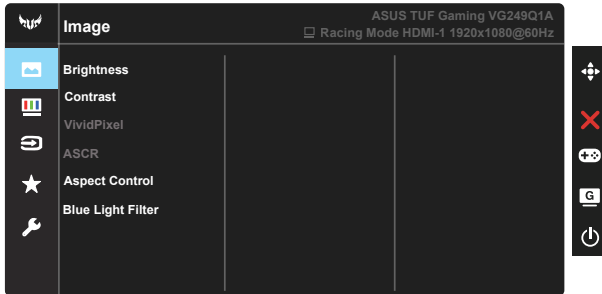 Image
ASUS TUF Gaming VG249Q1A
Racing Mode HDMI-1 1920x1080@60Hz
Brightness
Contrast
VividPixel
ASCR
Aspect Control
Blue Light Filter
G